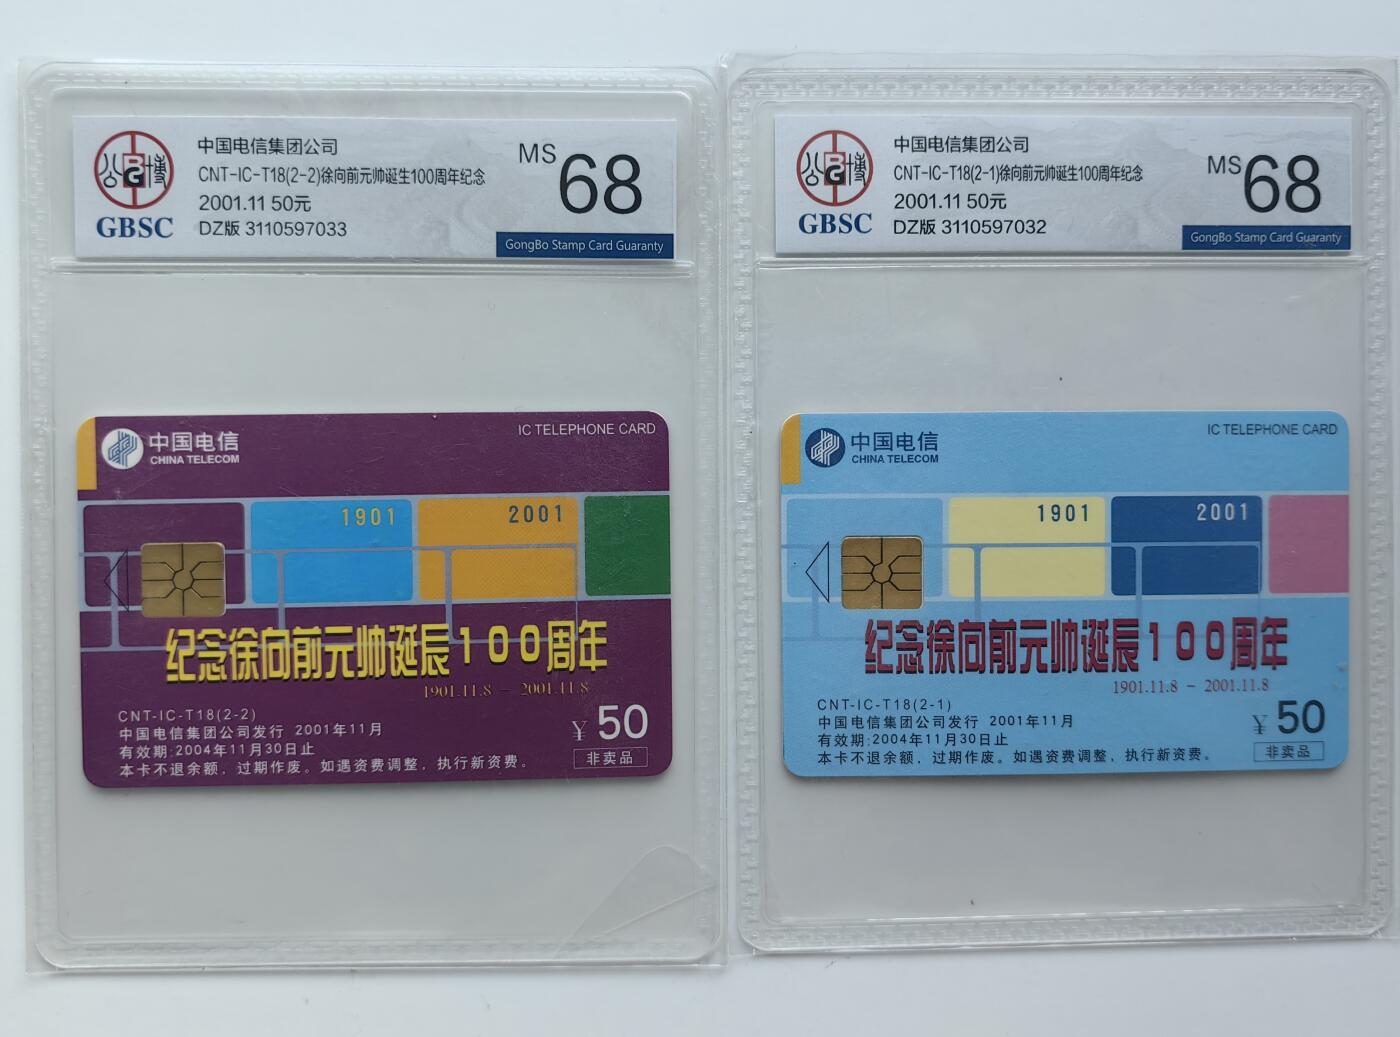 中国电信集团公司
CNT-IC-T18(2-2)徐向前元帅诞生100周年纪念
2001.11 50元
DZ版 3110597033
MS 68
公博
BG
GBSC
GongBo Stamp Card Guaranty
中国电信
CHINA TELECOM
IC TELEPHONE CARD
1901
2001
纪念徐向前元帅诞辰100周年
1901.11.8 - 2001.11.8
CNT-IC-T18(2-2)
中国电信集团公司发行 2001年11月
有效期:2004年11月30日止
本卡不退余额，过期作废。如遇资费调整，执行新资费。
¥50
非卖品
中国电信集团公司
CNT-IC-T18(2-1)徐向前元帅诞生100周年纪念
2001.11 50元
DZ版 3110597032
MS 68
公博
BG
GBSC
GongBo Stamp Card Guaranty
中国电信
CHINA TELECOM
IC TELEPHONE CARD
1901
2001
纪念徐向前元帅诞辰100周年
1901.11.8 - 2001.11.8
CNT-IC-T18(2-1)
中国电信集团公司发行 2001年11月
有效期:2004年11月30日止
本卡不退余额，过期作废。如遇资费调整，执行新资费。
¥50
非卖品